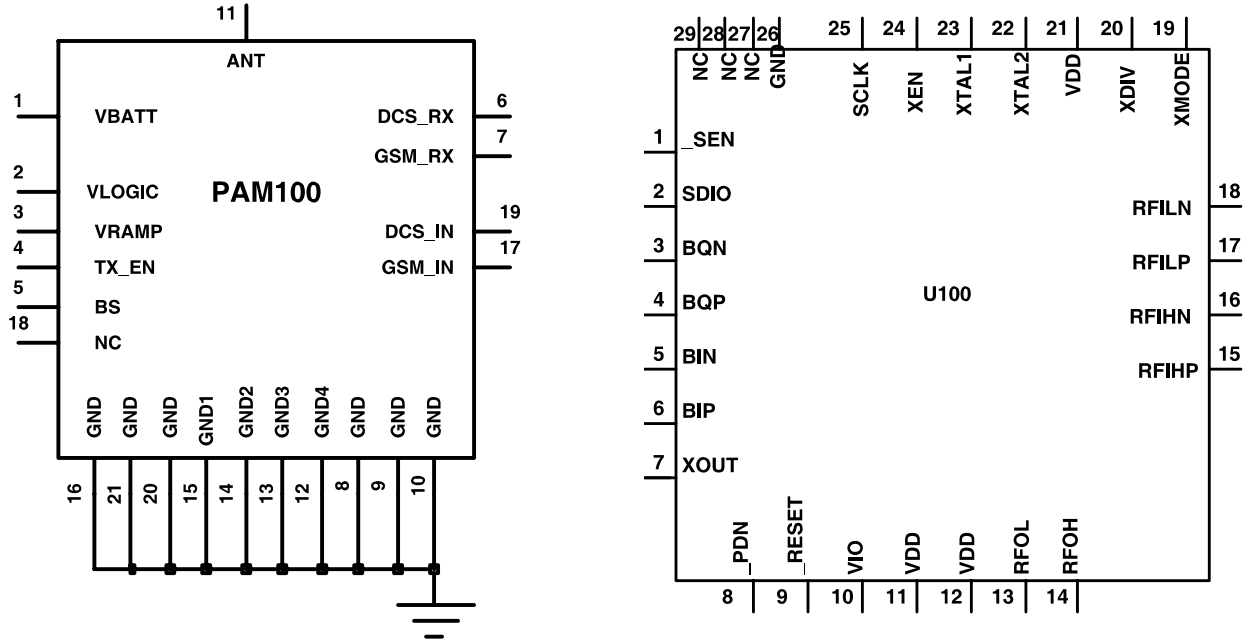 11
ANT
1 VBATT
DCS_RX 6
GSM_RX 7
2 VLOGIC
PAM100
3 VRAMP
DCS_IN 19
4 TX_EN
GSM_IN 17
5 BS
18 NC
GND GND GND GND1 GND2 GND3 GND4 GND GND GND
16 21 20 15 14 13 12 8 9 10
29 28 27 26 25 24 23 22 21 20 19
NC NC NC GND SCLK XEN XTAL1 XTAL2 VDD XDIV XMODE
1 _SEN
2 SDIO
RFILN 18
3 BQN
RFILP 17
U100
4 BQP
RFIHN 16
5 BIN
RFIHP 15
6 BIP
7 XOUT
_PDN _RESET VIO VDD VDD RFOL RFOH
8 9 10 11 12 13 14